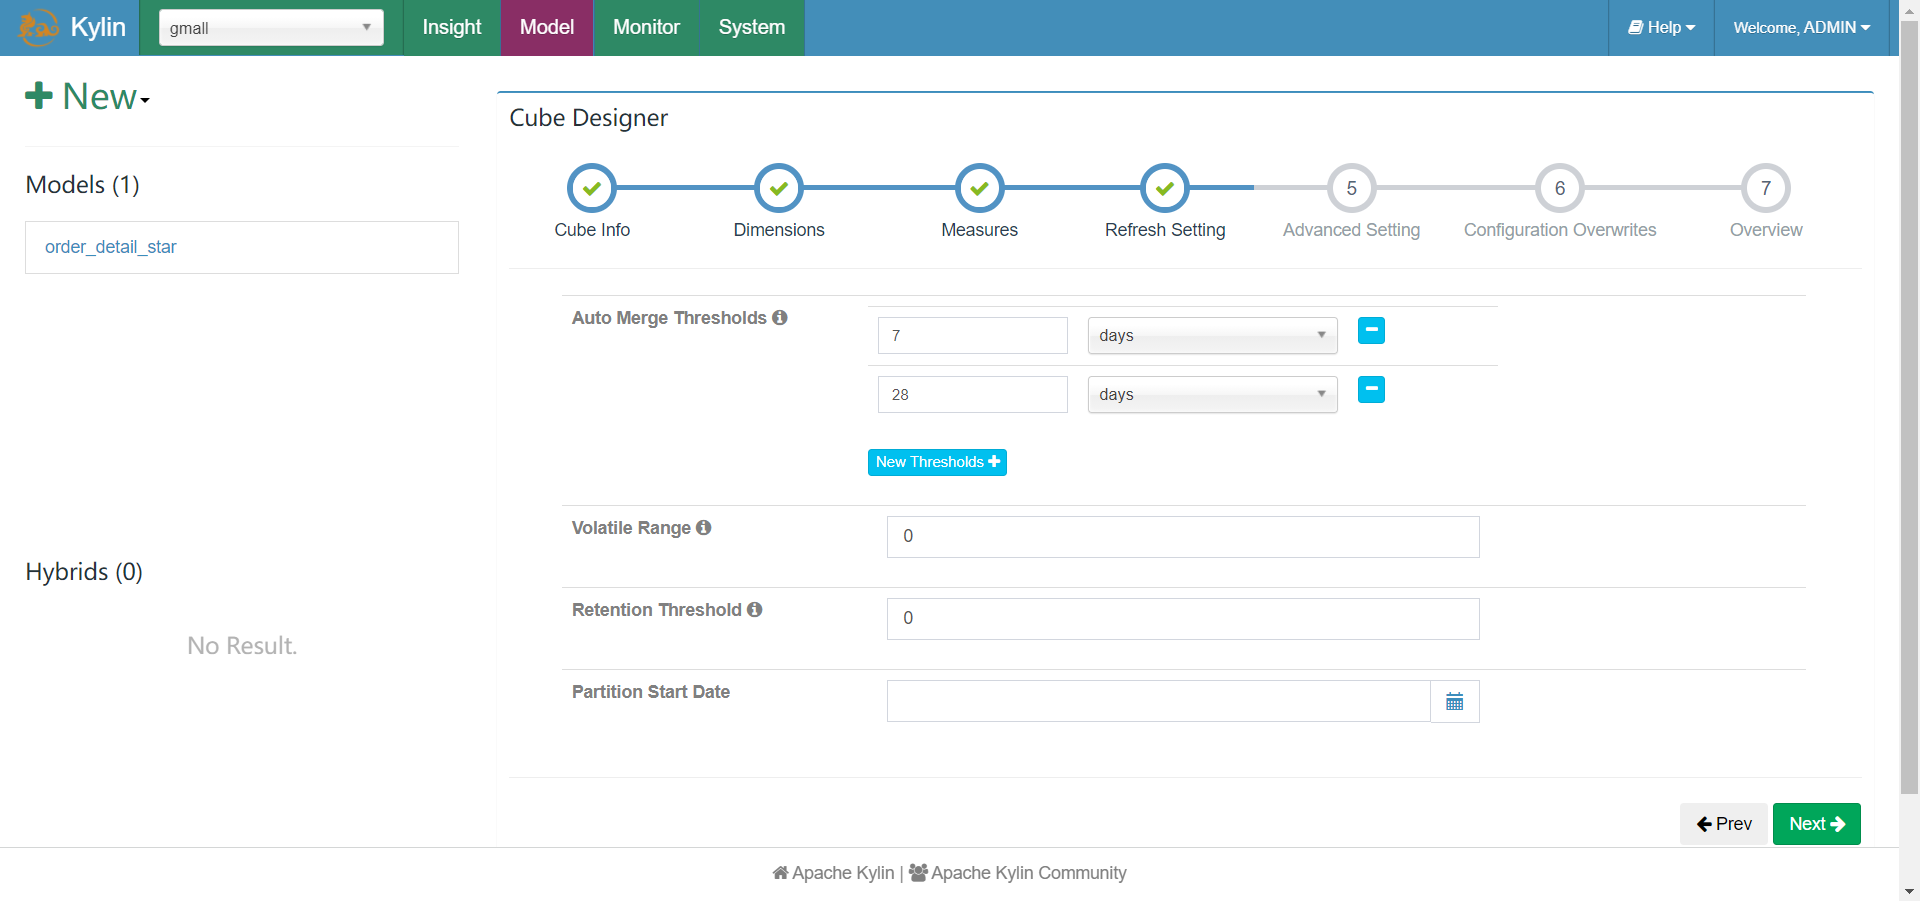 Kylin
gmall
Insight
Model
Monitor
System
Help
Welcome, ADMIN
New
Models (1)
order_detail_star
Hybrids (0)
No Result.
Cube Designer
5
6
7
Cube Info
Dimensions
Measures
Refresh Setting
Advanced Setting
Configuration Overwrites
Overview
Auto Merge Thresholds
7
days
28
days
New Thresholds
Volatile Range
0
Retention Threshold
0
Partition Start Date
Prev
Next
Apache Kylin | Apache Kylin Community